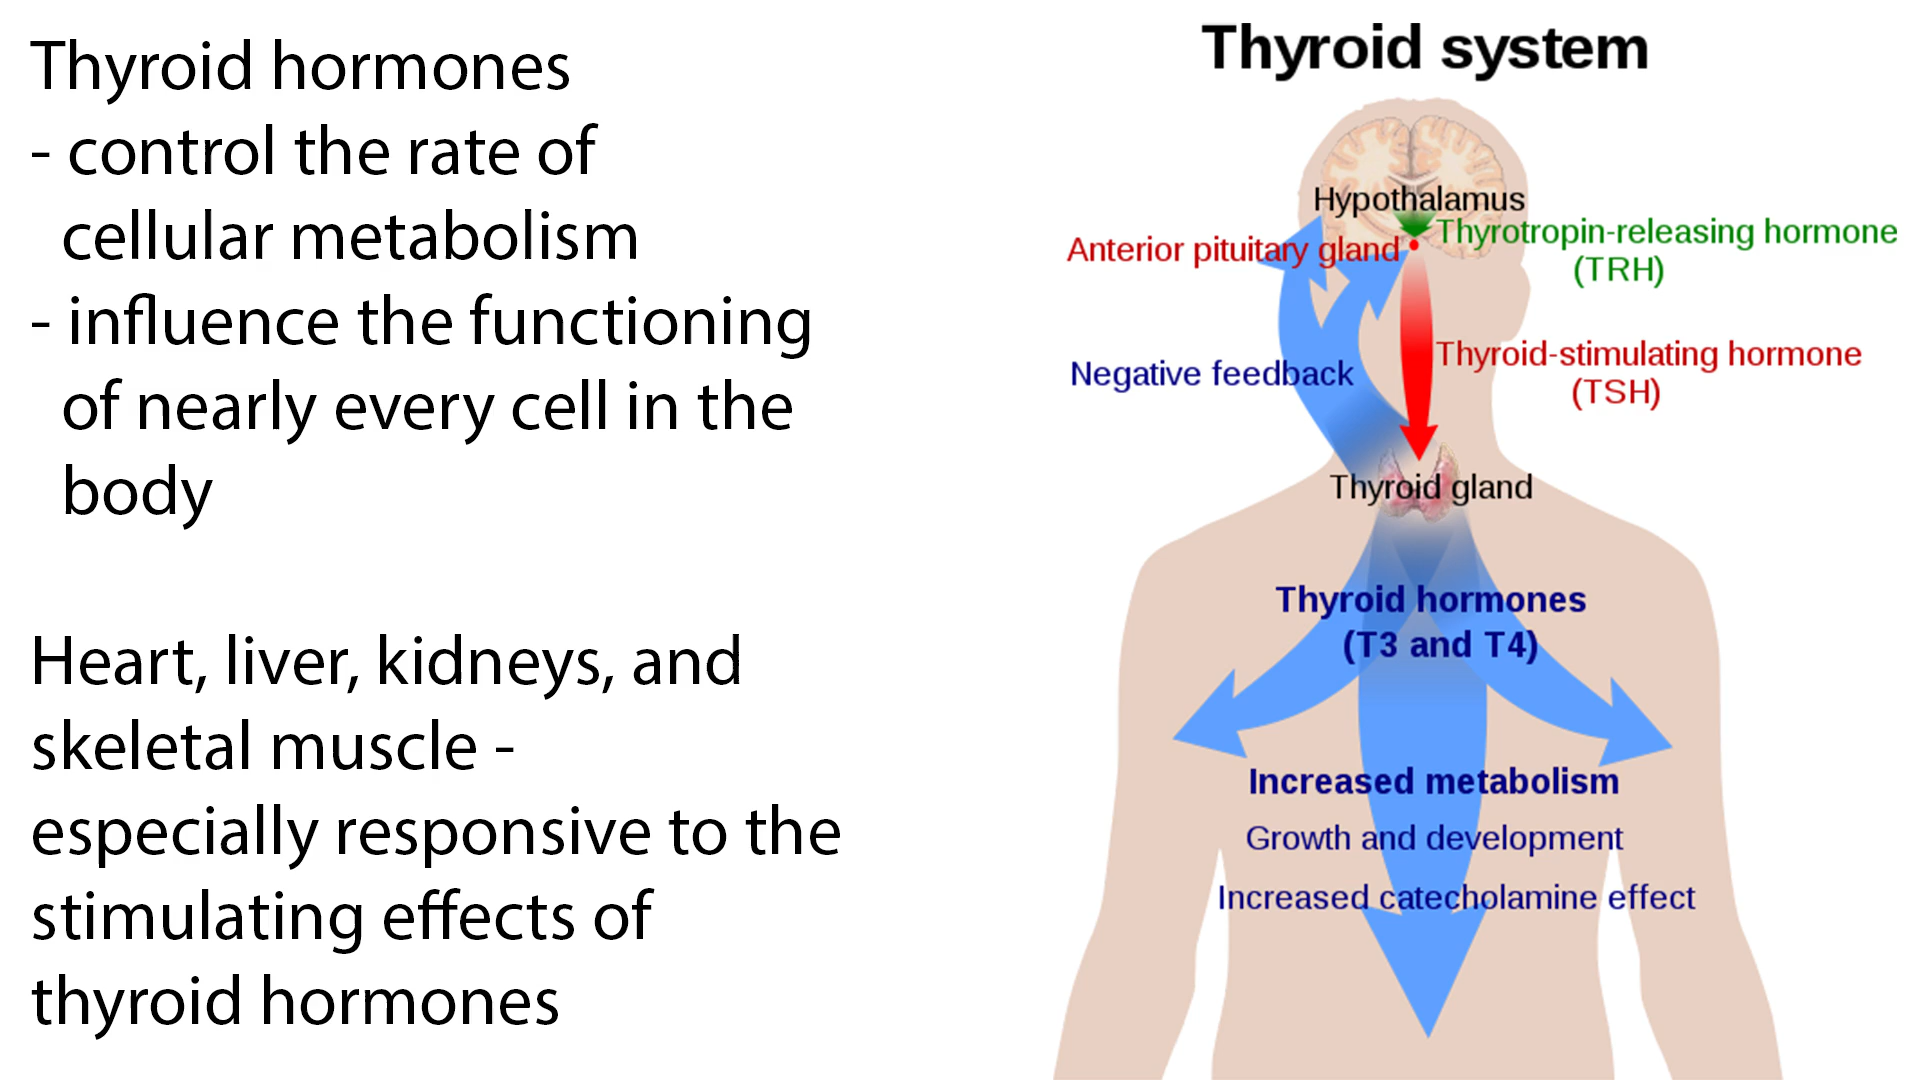 Thyroid hormones
- control the rate of
cellular metabolism
- influence the functioning
of nearly every cell in the
body
Heart, liver, kidneys, and
skeletal muscle -
especially responsive to the
stimulating effects of
thyroid hormones
Thyroid system
Hypothalamus
Thyrotropin-releasing hormone
(TRH)
Anterior pituitary gland
Thyroid-stimulating hormone
(TSH)
Negative feedback
Thyroid gland
Thyroid hormones
(T3 and T4)
Increased metabolism
Growth and development
Increased catecholamine effect